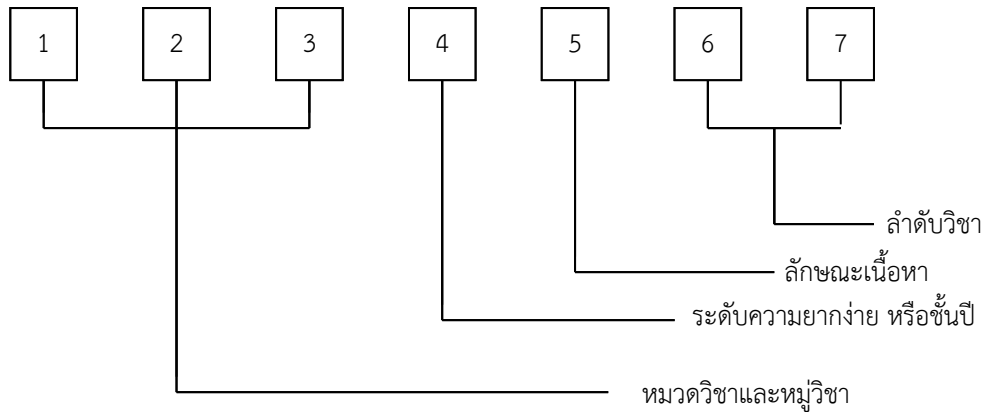 1 2 3 4 5 6 7
ลำดับวิชา
ลักษณะเนื้อหา
ระดับความยากง่าย หรือชั้นปี
หมวดวิชาและหมู่วิชา